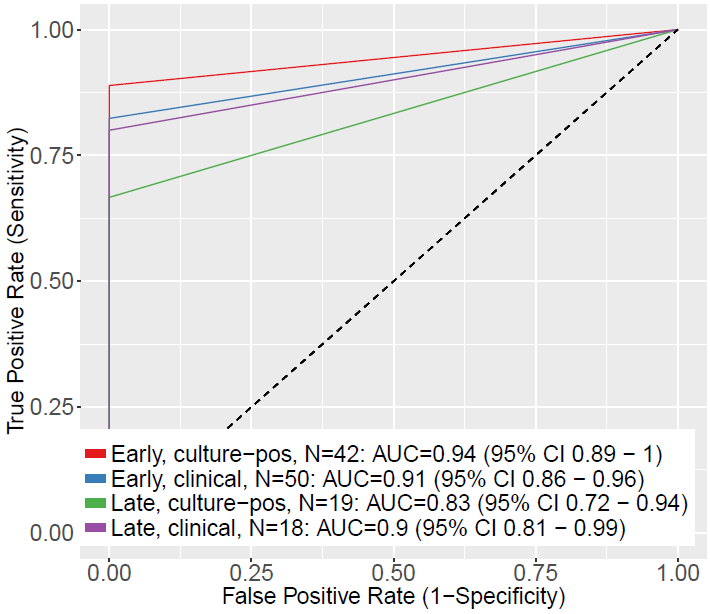 True Positive Rate (Sensitivity)
1.00
0.75
0.50
0.25
0.00
Early, culture−pos, N=42: AUC=0.94 (95% CI 0.89 − 1)
Early, clinical, N=50: AUC=0.91 (95% CI 0.86 − 0.96)
Late, culture−pos, N=19: AUC=0.83 (95% CI 0.72 − 0.94)
Late, clinical, N=18: AUC=0.9 (95% CI 0.81 − 0.99)
0.00 0.25 0.50 0.75 1.00
False Positive Rate (1−Specificity)